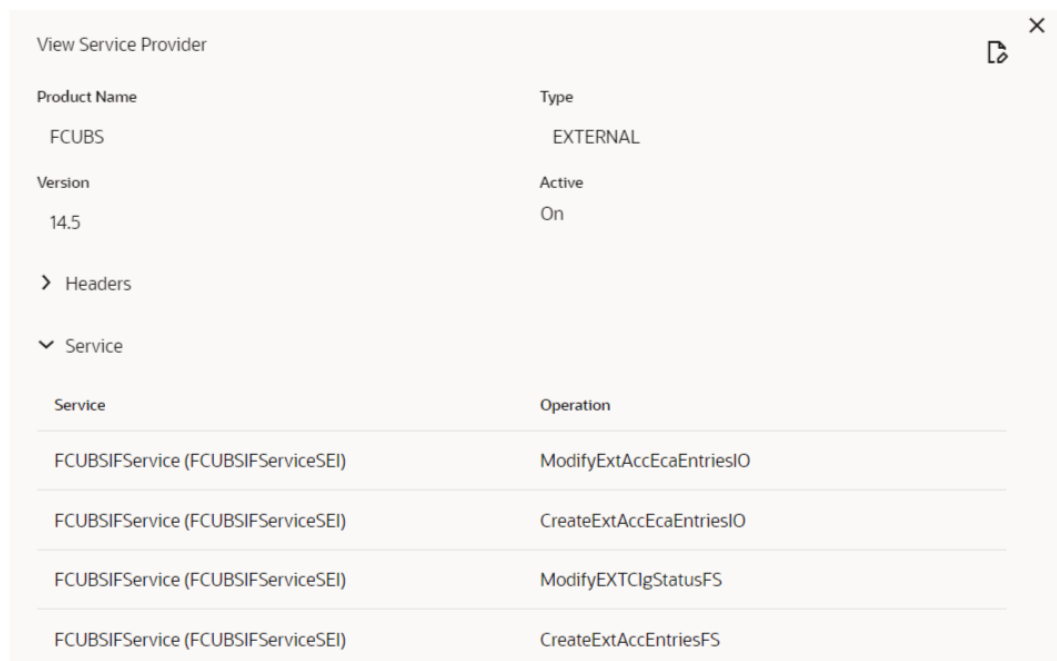 View Service Provider
Product Name Type
FCUBS EXTERNAL
Version Active
14.5 On
Headers
Service
Service Operation
FCUBSIFService (FCUBSIFServiceSEI) ModifyExtAccEcaEntriesIO
FCUBSIFService (FCUBSIFServiceSEI) CreateExtAccEcaEntriesIO
FCUBSIFService (FCUBSIFServiceSEI) ModifyEXTClgStatusFS
FCUBSIFService (FCUBSIFServiceSEI) CreateExtAccEntriesFS